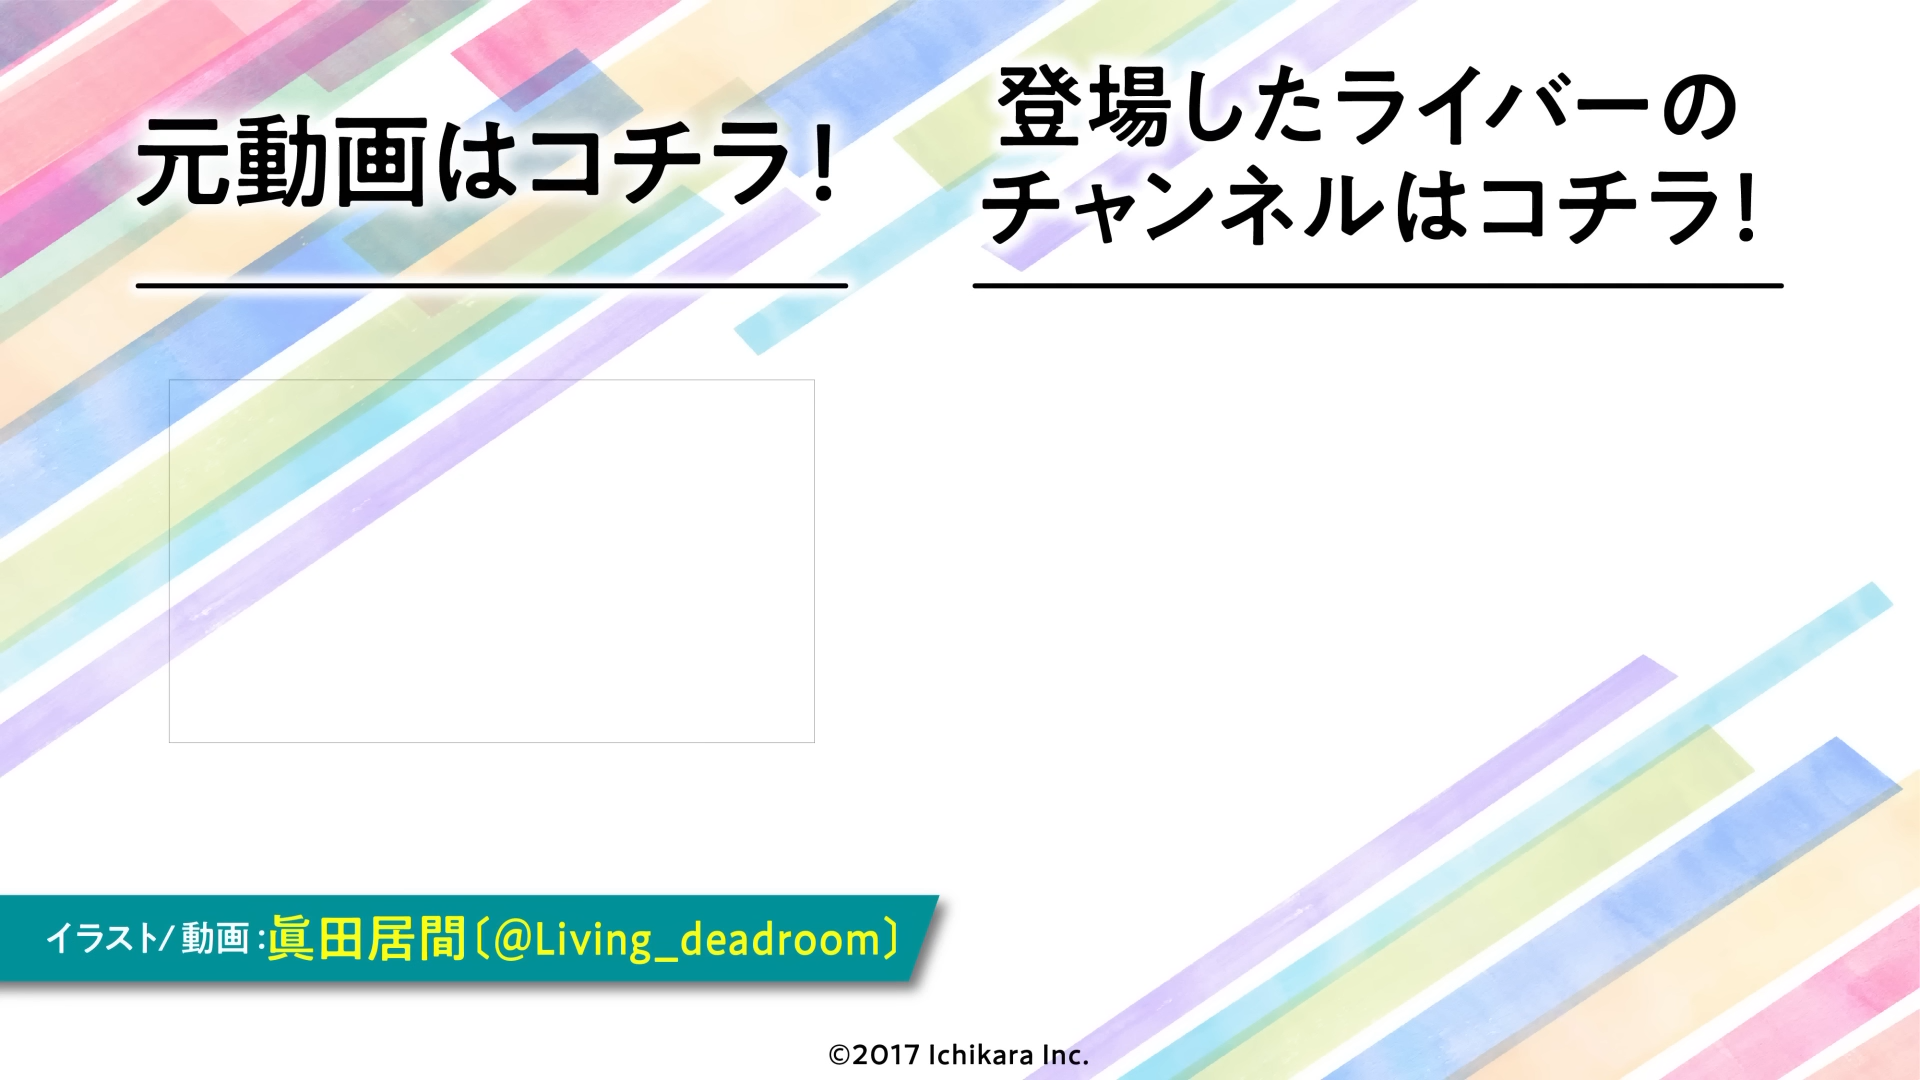 元動画はコチラ!
登場したライバーの
チャンネルはコチラ!
イラスト/動画:眞田居間〔@Living_deadroom〕
©2017 Ichikara Inc.